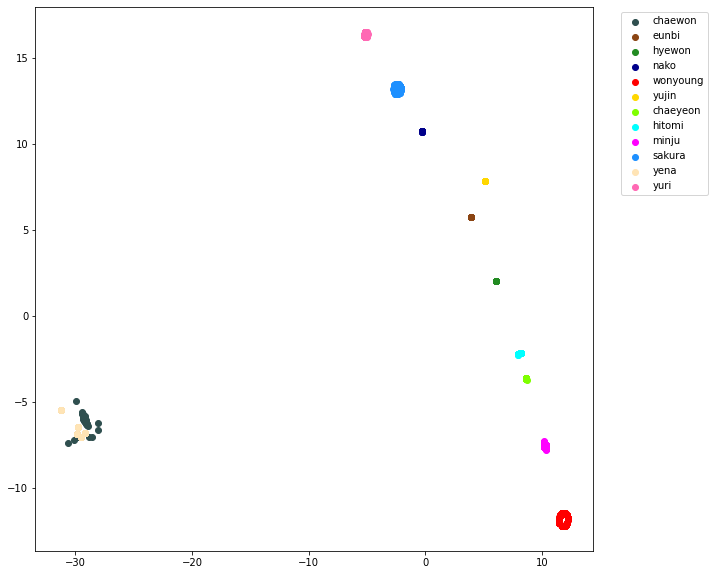 chaewon
eunbi
hyewon
nako
wonyoung
yujin
chaeyeon
hitomi
minju
sakura
yena
yuri
15
10
5
0
−5
−10
−30
−20
−10
0
10